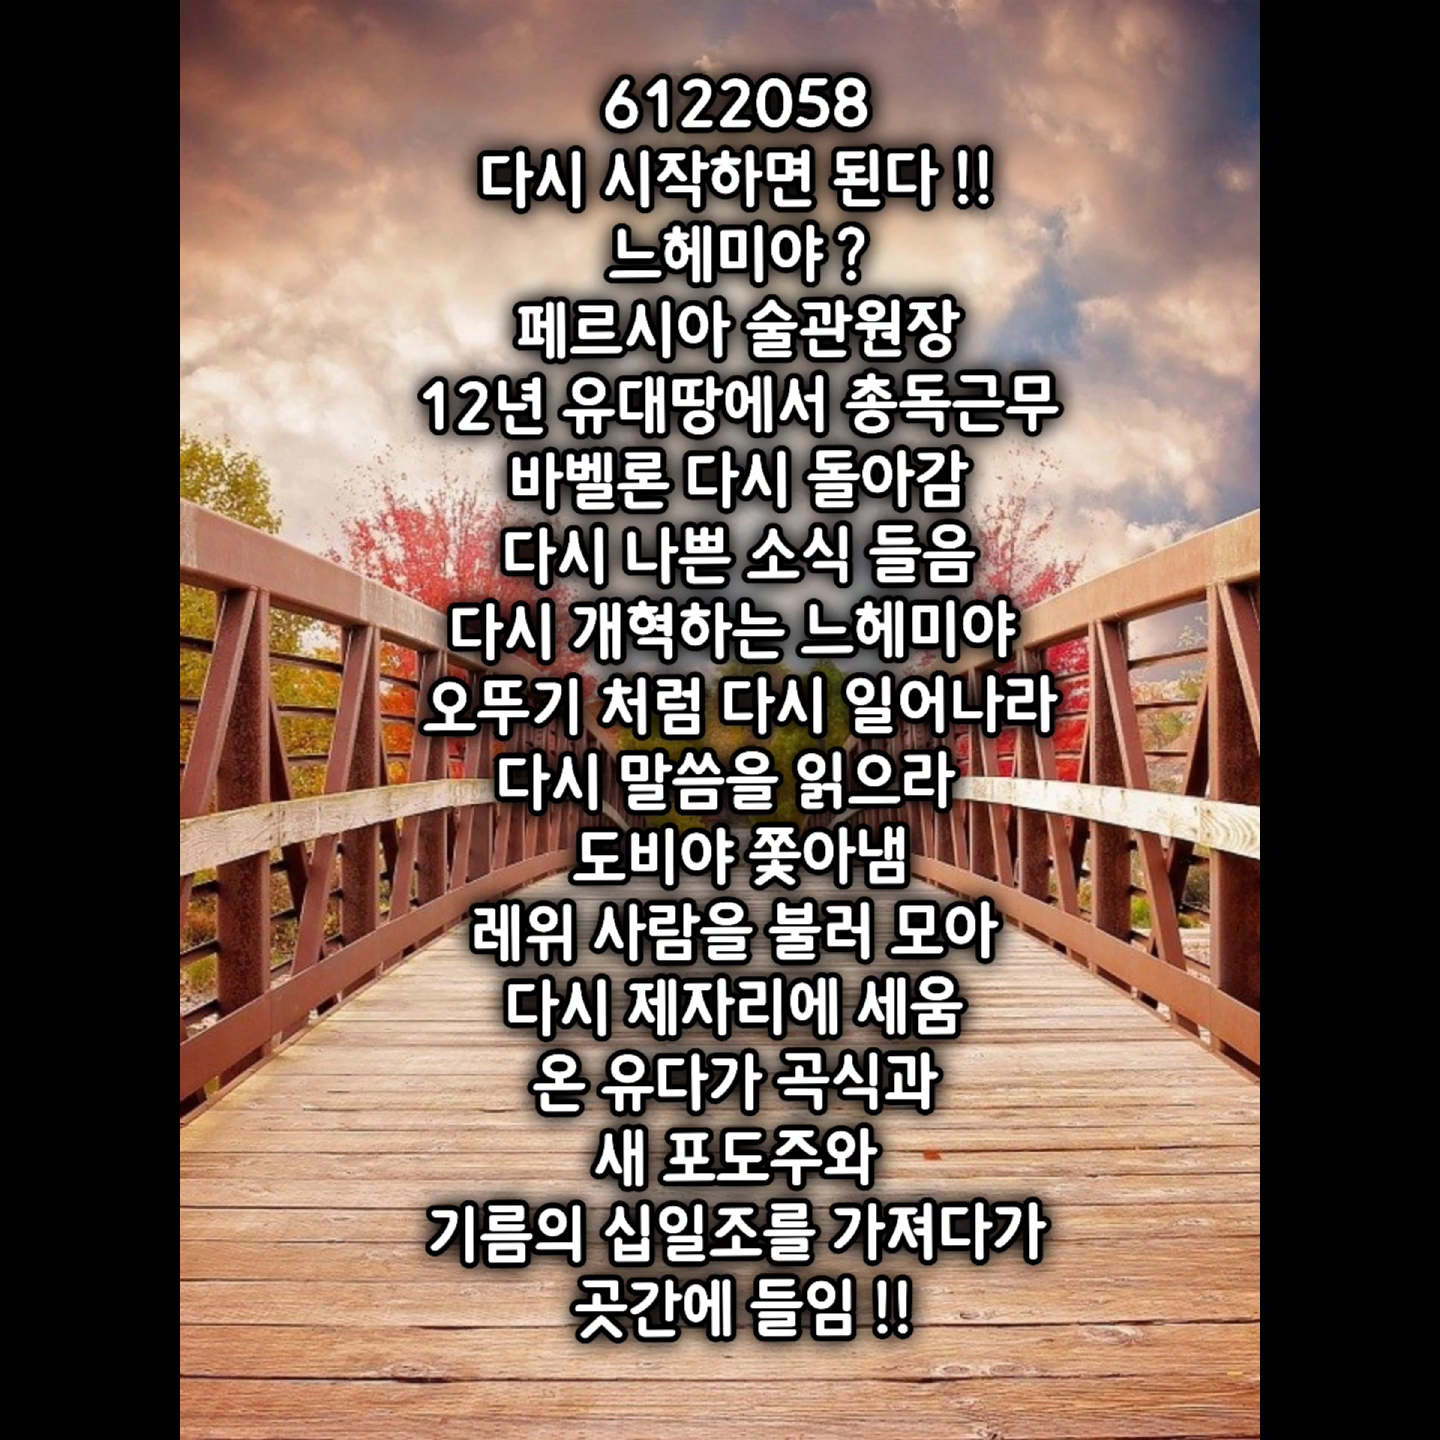 6122058
다시 시작하면 된다 !!
느헤미야 ?
페르시아 술관원장
12년 유대땅에서 총독근무
바벨론 다시 돌아감
다시 나쁜 소식 들음
다시 개혁하는 느헤미야
오뚜기 처럼 다시 일어나라
다시 말씀을 읽으라
도비야 쫓아냄
레위 사람을 불러 모아
다시 제자리에 세움
온 유다가 곡식과
새 포도주와
기름의 십일조를 가져다가
곳간에 들임 !!